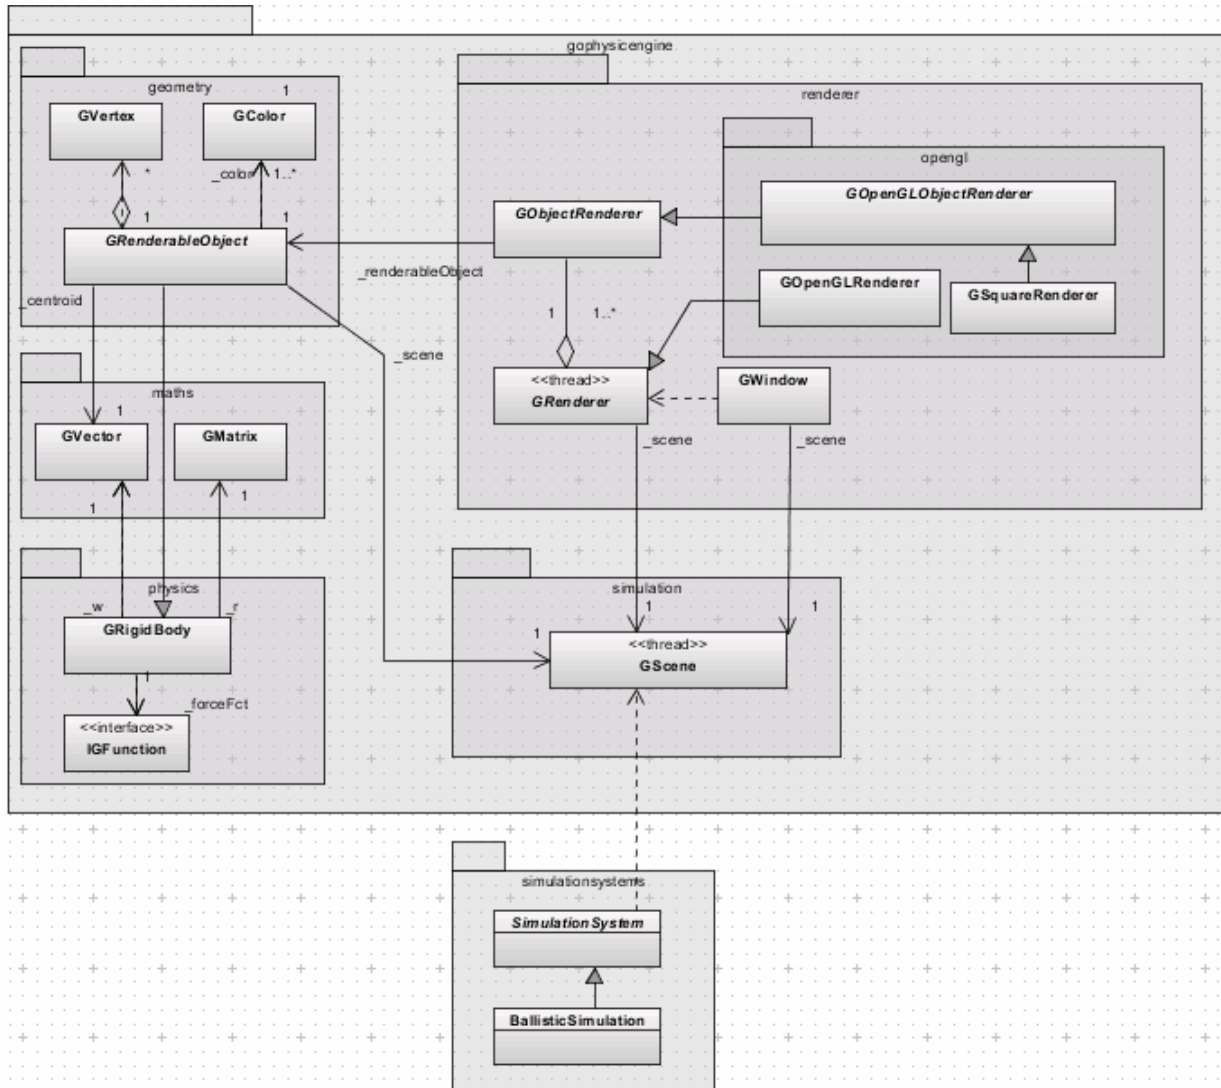 gophysicengine
geometry
1
renderer
GVertex
GColor
opengl
*
_color
1..*
GOpenGLObjectRenderer
1
1
GObjectRenderer
GRenderableObject
_renderableObject
GOpenGLRenderer
GSquareRenderer
_centroid
1
1..*
_scene
maths
<<thread>>
GRenderer
GWindow
1
GVector
GMatrix
_scene
_scene
1
1
physics
simulation
_w
_r
1
1
GRigidBody
1
<<thread>>
GScene
1
_forceFct
<<interface>>
IGFunction
simulationsystems
SimulationSystem
BallisticSimulation